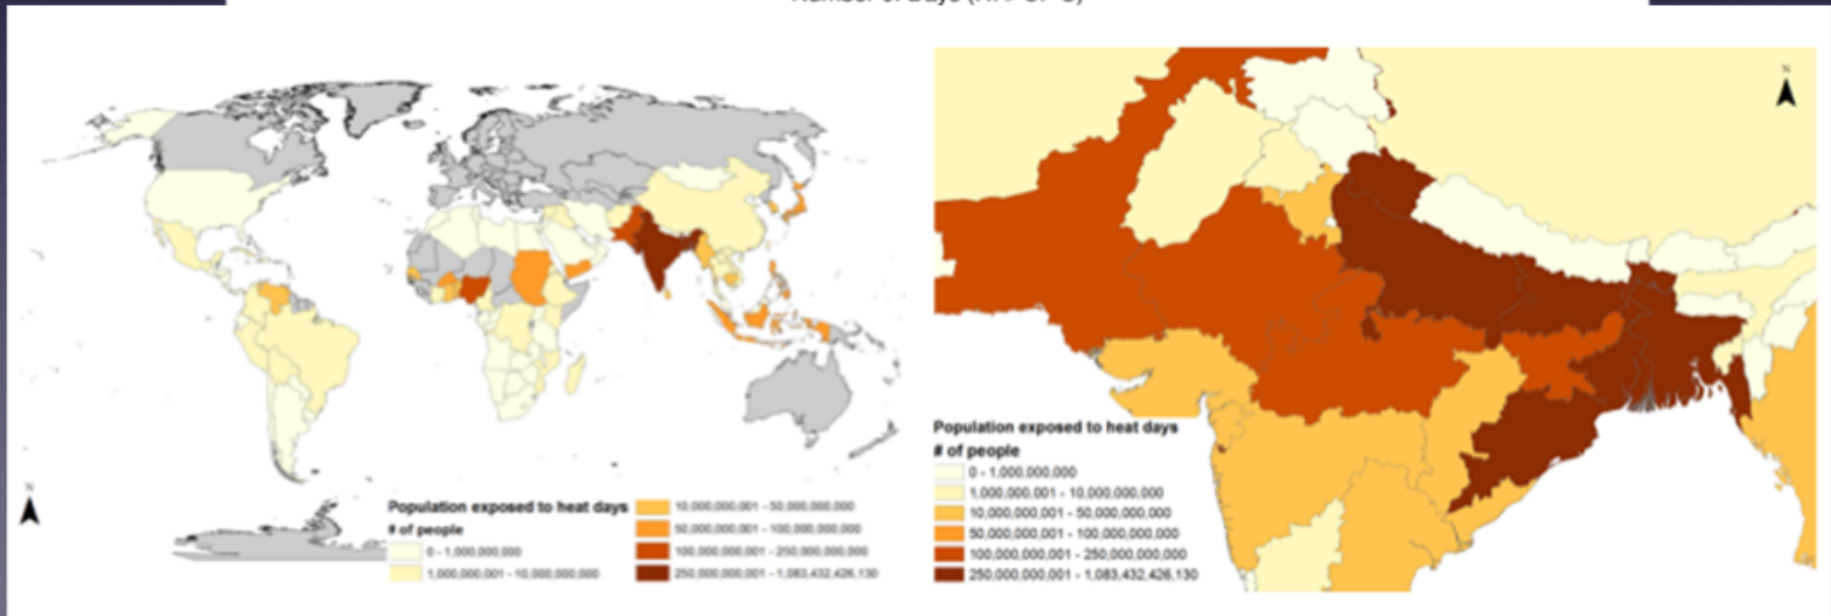 N
Population exposed to heat days
# of people
0 - 1,000,000,000
1,000,000,001 - 10,000,000,000
10,000,000,001 - 50,000,000,000
50,000,000,001 - 100,000,000,000
100,000,000,001 - 250,000,000,000
250,000,000,001 - 1,083,432,426,130
N
Population exposed to heat days
# of people
0 - 1,000,000,000
1,000,000,001 - 10,000,000,000
10,000,000,001 - 50,000,000,000
50,000,000,001 - 100,000,000,000
100,000,000,001 - 250,000,000,000
250,000,000,001 - 1,083,432,426,130